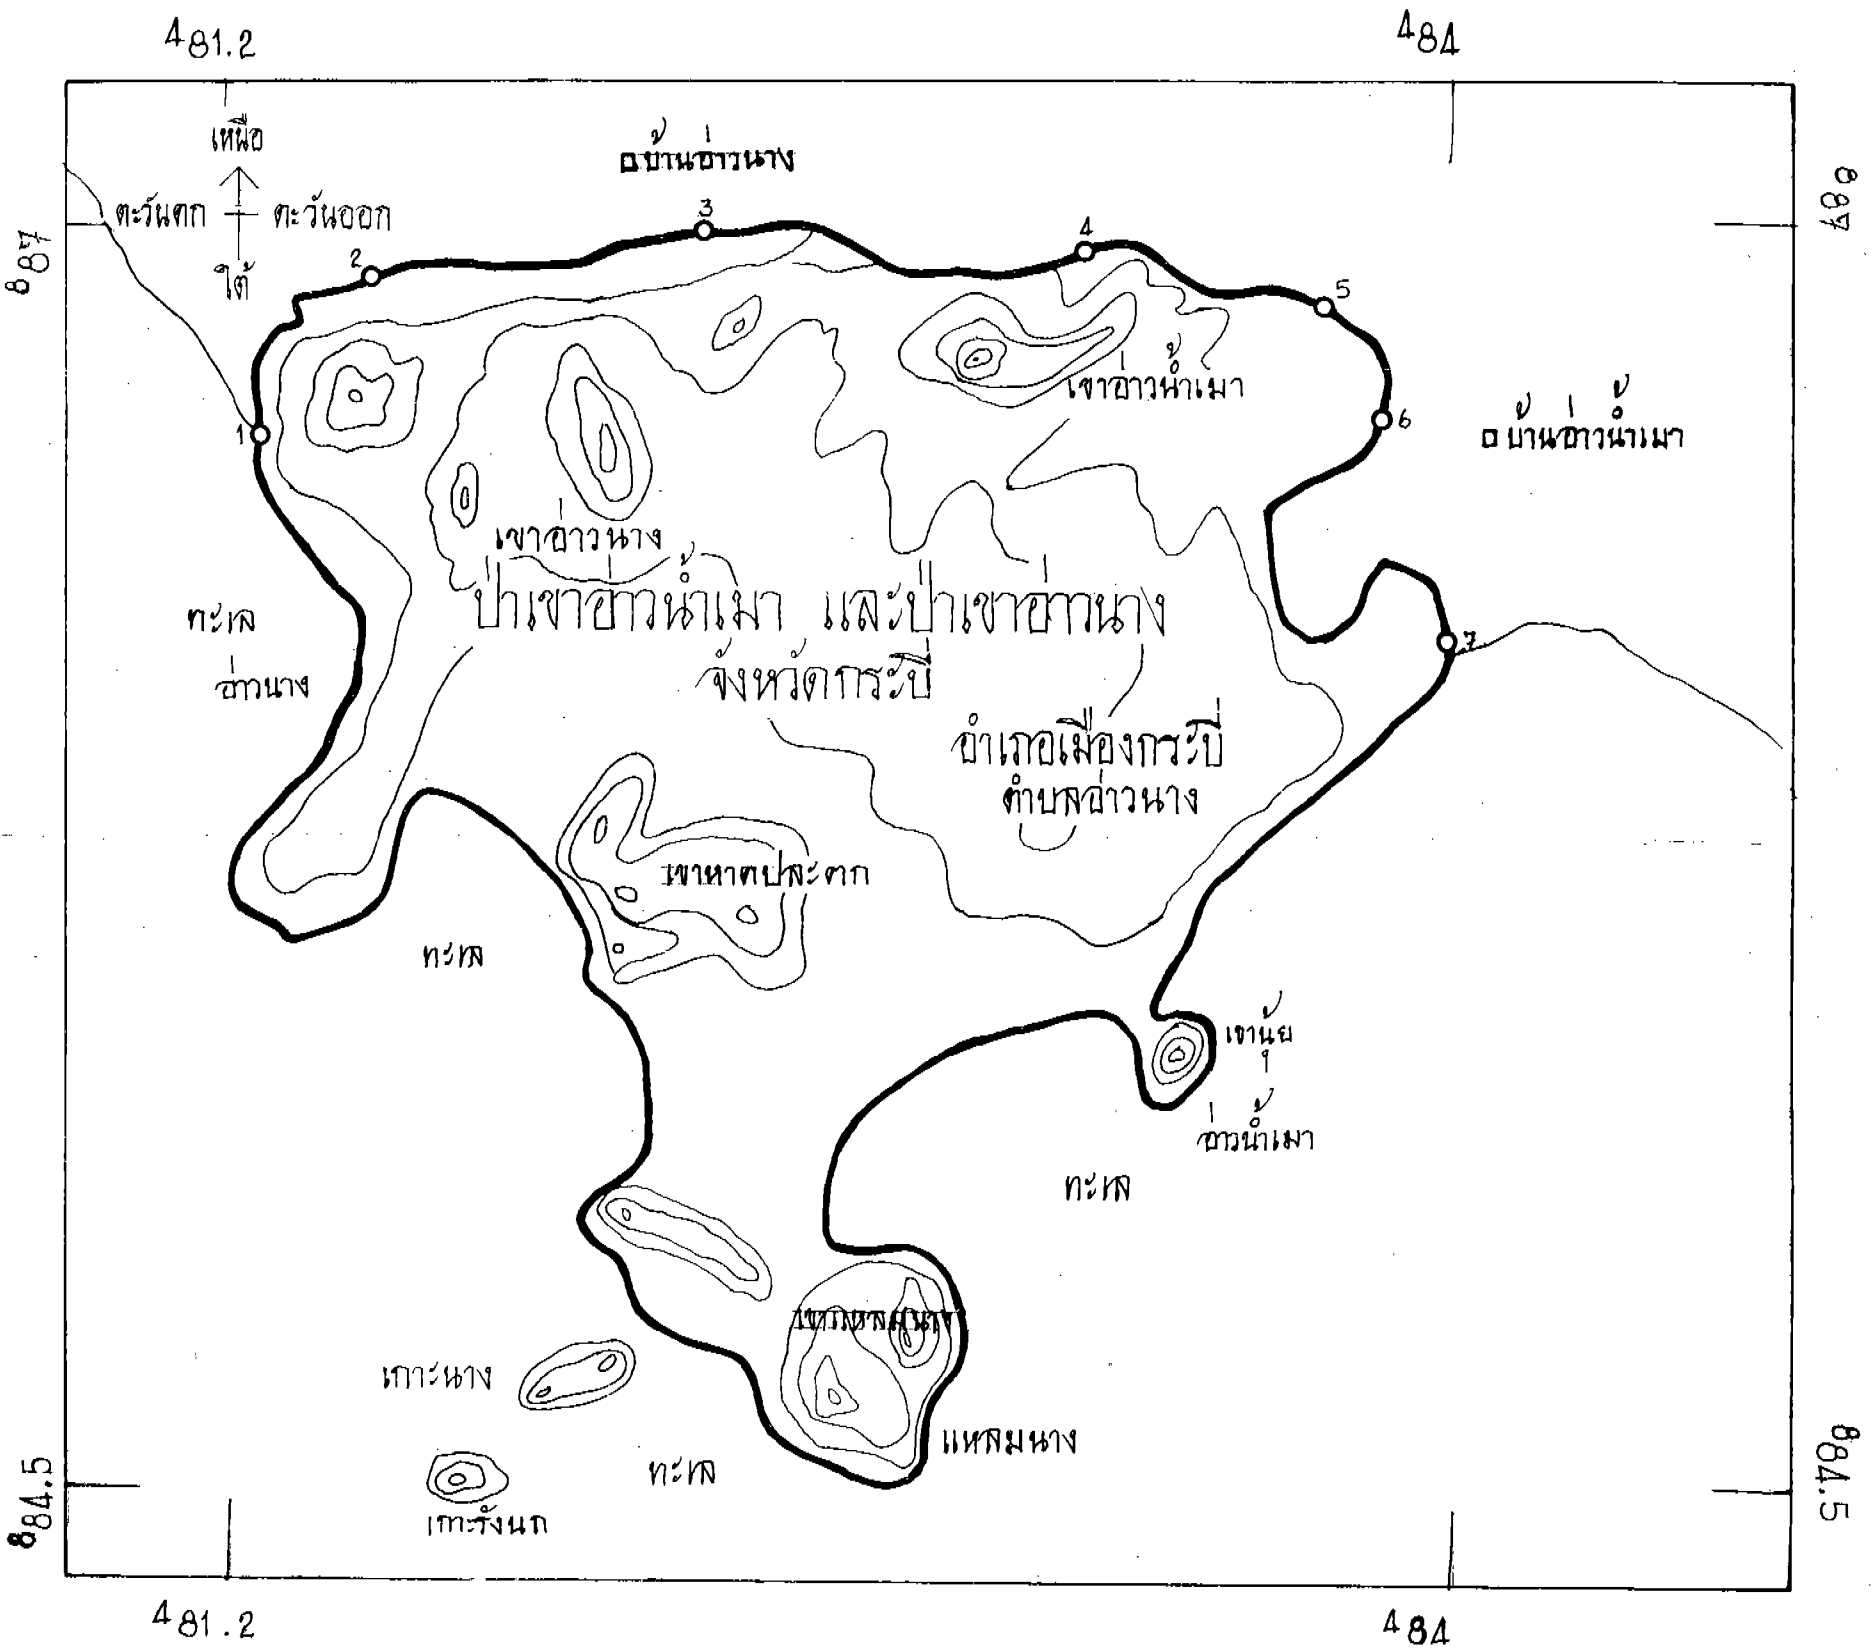 481.2
484
เหนือ
ตะวันตก
ตะวันออก
ใต้
บ้านอ่าวนาง
887
887
1
2
3
4
5
6
7
เขาอ่าวน้ำเมา
บ้านอ่าวน้ำเมา
เขาอ่าวนาง
ป่าเขาอ่าวน้ำเมา และป่าเขาอ่าวนาง
จังหวัดกระบี่
อำเภอเมืองกระบี่
ตำบลอ่าวนาง
ทะเล
อ่าวนาง
เขาหาดปละตก
ทะเล
เขานุ้ย
อ่าวน้ำเมา
ทะเล
เขาแหลมนาง
เกาะนาง
แหลมนาง
ทะเล
เกาะรังนก
884.5
884.5
481.2
484